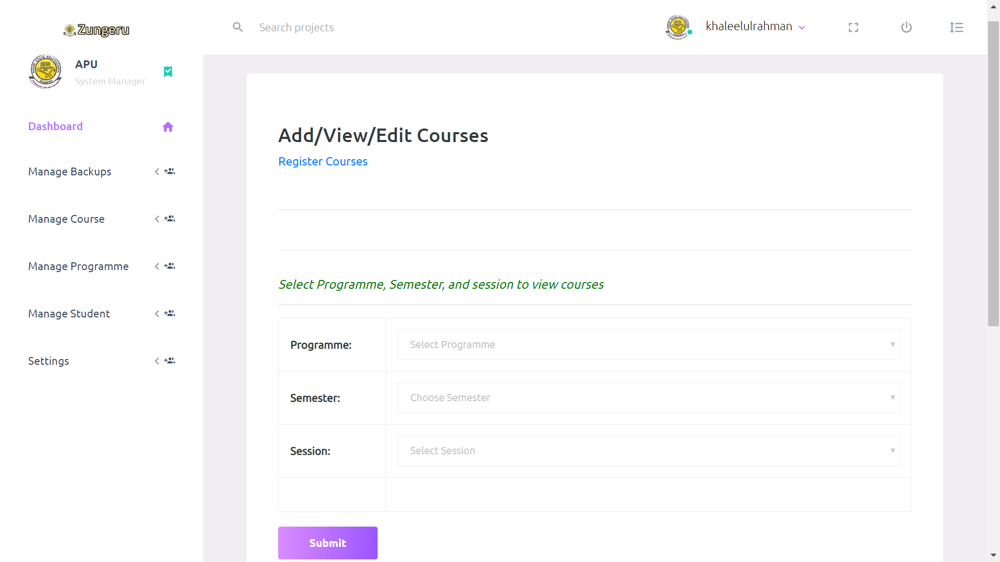 Zungeru
Search projects
khaleelulrahman
APU
System Manager
Dashboard
Manage Backups
Manage Course
Manage Programme
Manage Student
Settings
Add/View/Edit Courses
Register Courses
Select Programme, Semester, and session to view courses
Programme:
Select Programme
Semester:
Choose Semester
Session:
Select Session
Submit